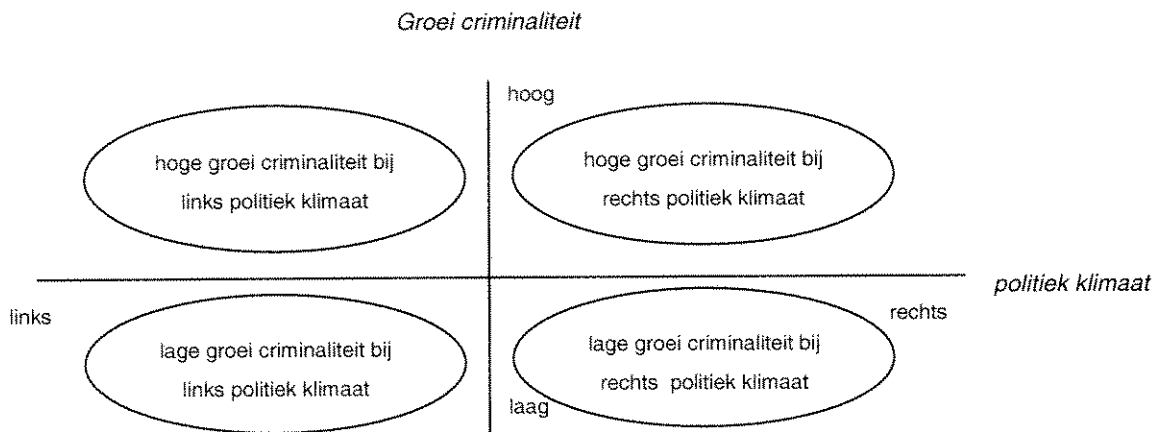 Groei criminaliteit
hoog
hoge groei criminaliteit bij
links politiek klimaat
hoge groei criminaliteit bij
rechts politiek klimaat
politiek klimaat
links
rechts
lage groei criminaliteit bij
links politiek klimaat
lage groei criminaliteit bij
rechts politiek klimaat
laag